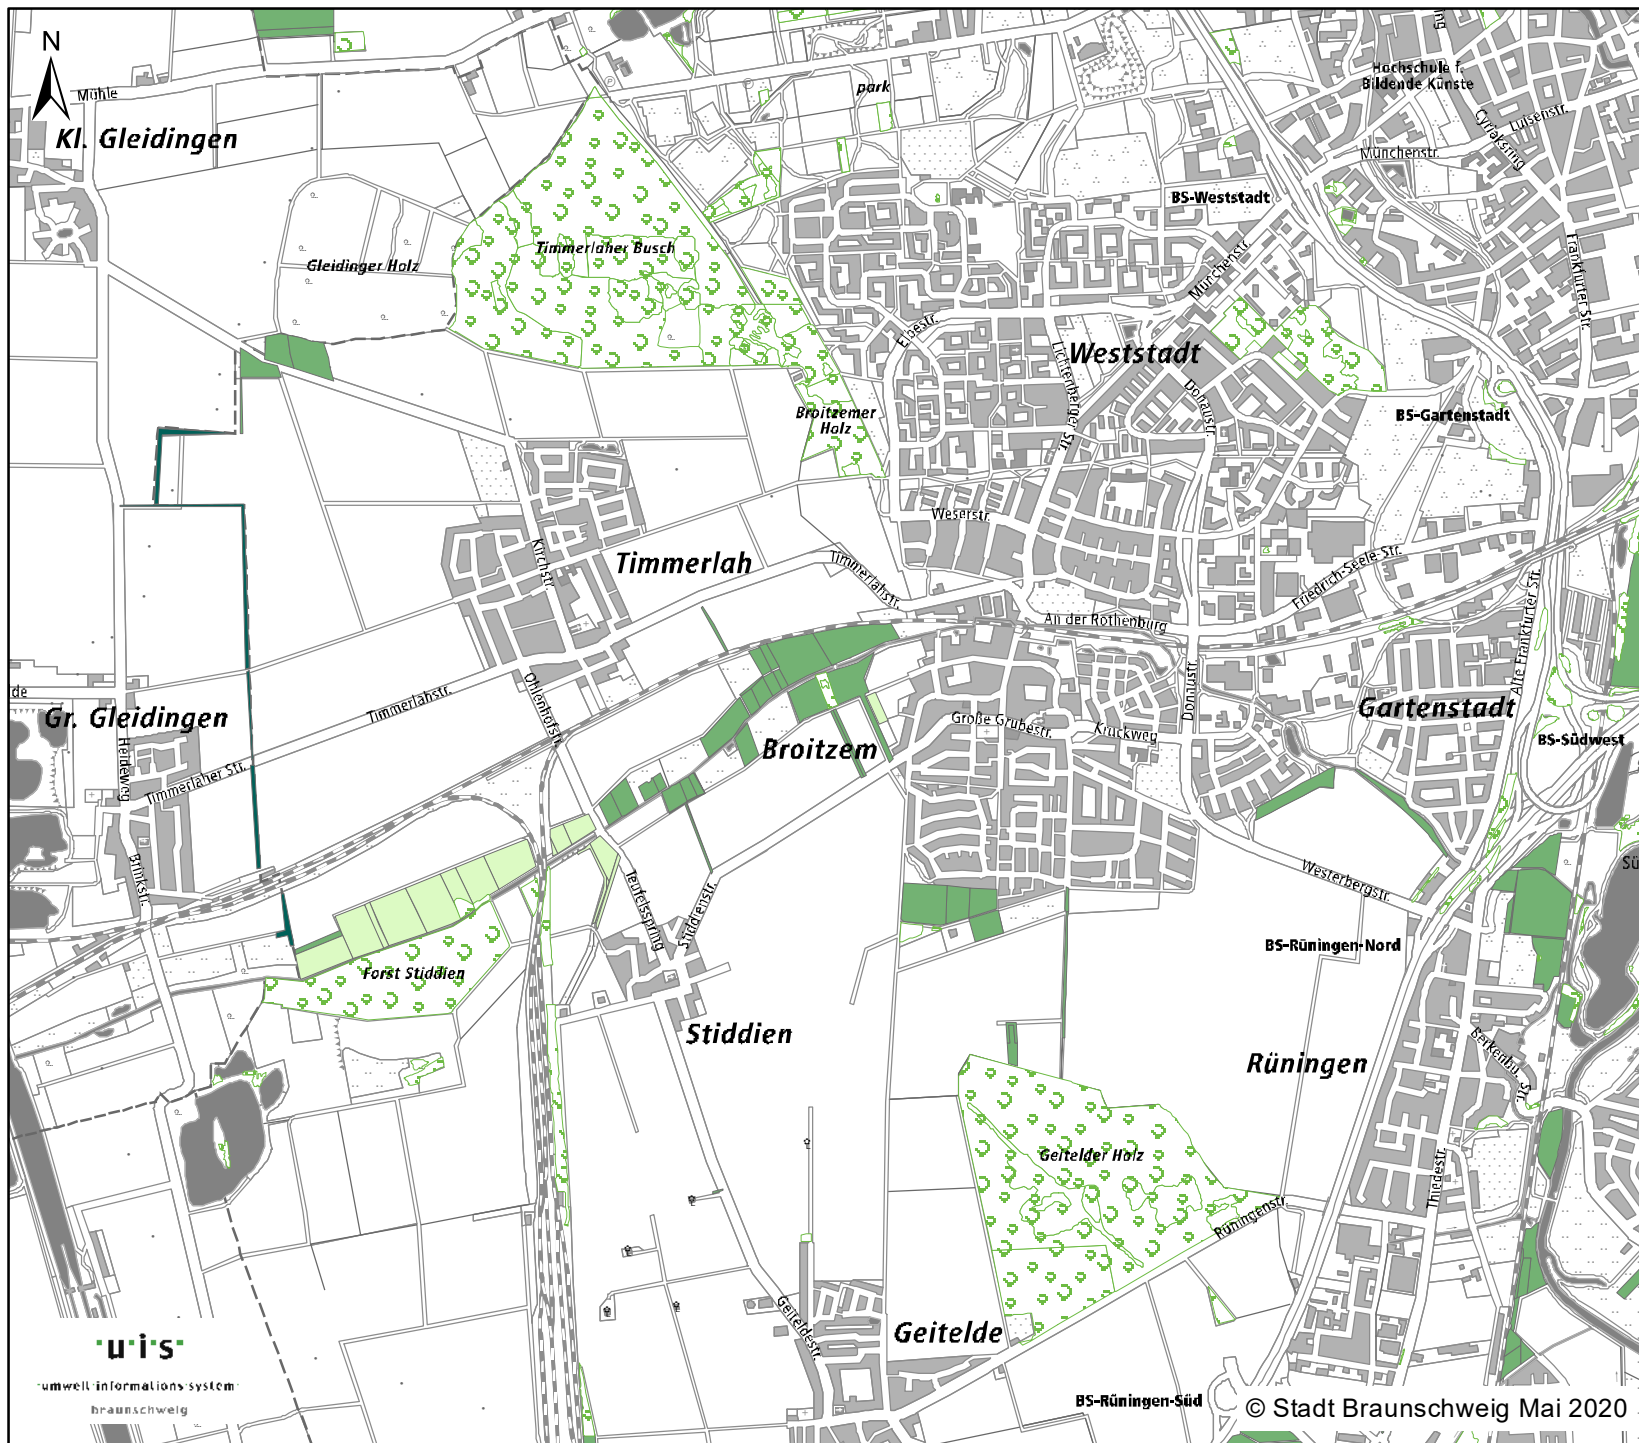 N
Mühle
Kl. Gleidingen
park
Hochschule f.
Bildende Künste
Cyriaksring
Luisenstr.
Münchenstr.
BS-Weststadt
Timmerlaher Busch
Gleidinger Holz
Münchenstr.
Frankfurter Str.
Elbestr.
Lichtenberger Str.
Weststadt
Donaustr.
Broitzemer
Holz
BS-Gartenstadt
Weserstr.
Kirchstr.
Timmerlah
Timmerlahstr.
Friedrich-Seele-Str.
An der Rothenburg
Alte Frankfurter Str.
de
Gr. Gleidingen
Heideweg
Timmerlahstr.
Ohlenhofstr.
Donaustr.
Gartenstadt
Große Grubestr.
Kruckweg
BS-Südwest
Broitzem
Timmerlaher Str.
Brinkstr.
Teufelsspring
Stiddienstr.
Westerbergstr.
Sü
BS-Rüningen-Nord
Forst Stiddien
Stiddien
Rüningen
Berkenbu. Str.
Geitelder Holz
Thiedestr.
Rüningenstr.
Geiteldestr.
Geitelde
u·i·s
umwelt·informations·system
braunschweig
BS-Rüningen-Süd
© Stadt Braunschweig Mai 2020